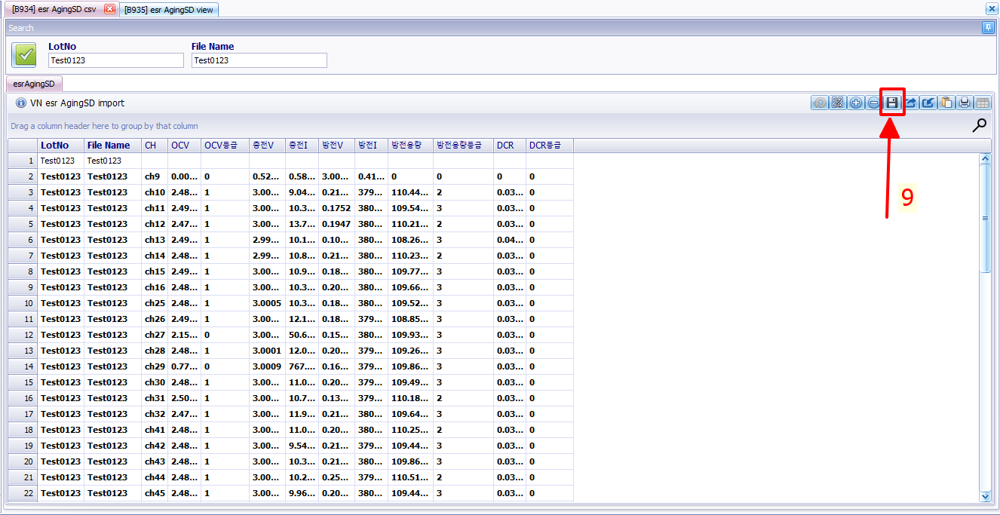 [B934] esr AgingSD csv [B935] esr AgingSD view
Search
LotNo File Name
Test0123 Test0123
esrAgingSD
VN esr AgingSD import
Drag a column header here to group by that column
LotNo File Name CH OCV OCV등급 충전V 충전I 방전V 방전I 방전용량 방전용량등급 DCR DCR등급
1 Test0123 Test0123
2 Test0123 Test0123 ch9 0.00... 0 0.52... 0.58... 3.00... 0.41... 0 0 0 0
3 Test0123 Test0123 ch10 2.48... 1 3.00... 9.04... 0.21... 379... 110.44... 2 0.03... 0
4 Test0123 Test0123 ch11 2.49... 1 3.00... 10.3... 0.1752 380... 109.54... 3 0.03... 0
5 Test0123 Test0123 ch12 2.47... 1 3.00... 13.7... 0.1947 380... 110.21... 2 0.03... 0
6 Test0123 Test0123 ch13 2.49... 1 2.99... 10.1... 0.10... 380... 108.26... 3 0.04... 0
7 Test0123 Test0123 ch14 2.48... 1 2.99... 10.8... 0.21... 380... 110.23... 2 0.03... 0
8 Test0123 Test0123 ch15 2.49... 1 3.00... 10.9... 0.18... 380... 109.77... 3 0.03... 0
9 Test0123 Test0123 ch16 2.48... 1 3.00... 10.3... 0.20... 380... 109.66... 3 0.03... 0
10 Test0123 Test0123 ch25 2.48... 1 3.0005 10.3... 0.18... 380... 109.52... 3 0.03... 0
11 Test0123 Test0123 ch26 2.49... 1 3.00... 12.1... 0.18... 379... 108.85... 3 0.03... 0
12 Test0123 Test0123 ch27 2.15... 0 3.00... 50.6... 0.15... 380... 109.93... 3 0.03... 0
13 Test0123 Test0123 ch28 2.48... 1 3.0001 12.0... 0.20... 379... 109.26... 3 0.03... 0
14 Test0123 Test0123 ch29 0.77... 0 3.0009 767.... 0.16... 379... 109.86... 3 0.03... 0
15 Test0123 Test0123 ch30 2.48... 1 3.00... 11.0... 0.20... 379... 109.49... 3 0.03... 0
16 Test0123 Test0123 ch31 2.50... 1 3.00... 10.7... 0.13... 379... 110.18... 2 0.03... 0
17 Test0123 Test0123 ch32 2.47... 1 3.00... 11.9... 0.21... 380... 109.64... 3 0.03... 0
18 Test0123 Test0123 ch41 2.48... 1 3.00... 11.0... 0.20... 380... 110.25... 2 0.03... 0
19 Test0123 Test0123 ch42 2.48... 1 3.00... 9.54... 0.21... 379... 109.44... 3 0.03... 0
20 Test0123 Test0123 ch43 2.48... 1 3.00... 10.3... 0.21... 380... 109.86... 3 0.03... 0
21 Test0123 Test0123 ch44 2.48... 1 3.00... 10.2... 0.25... 379... 110.51... 2 0.03... 0
22 Test0123 Test0123 ch45 2.48... 1 3.00... 9.96... 0.20... 380... 109.44... 3 0.03... 0
9